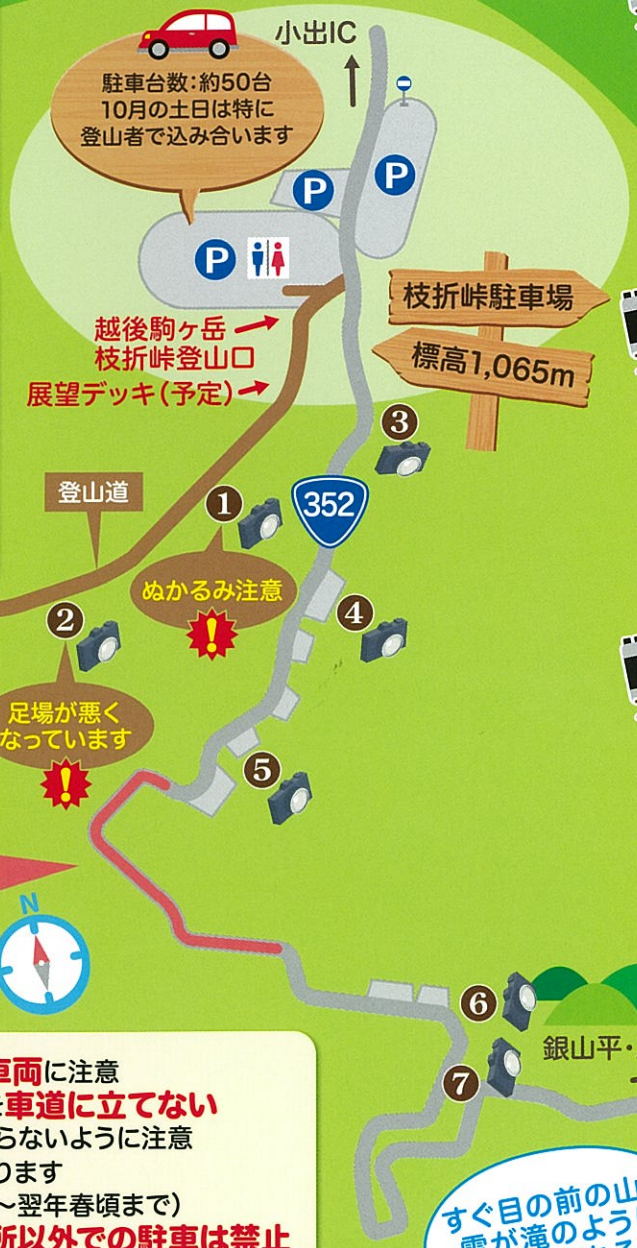 小出IC
駐車台数:約50台
10月の土日は特に
登山者で込み合います
P
P
P
枝折峠駐車場
標高1,065m
越後駒ヶ岳
枝折峠登山口
展望デッキ(予定)
❸
登山道
❶
352
ぬかるみ注意
!
❷
❹
足場が悪く
なっています
!
❺
N
❻
銀山平・
❼
車両に注意
車道に立てない
らないように注意
ります
～翌年春頃まで)
所以外での駐車は禁止
すぐ目の前の山
雲が滝のよう